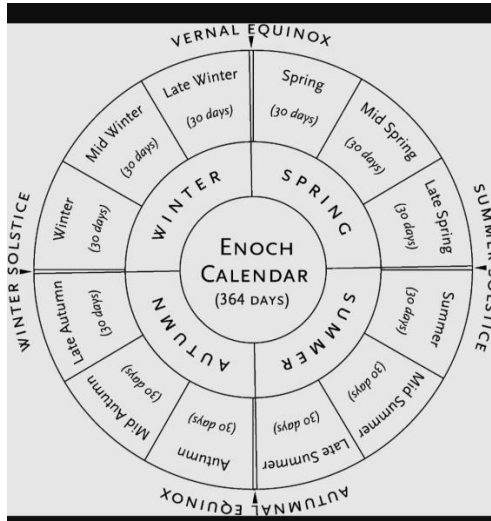 VERNAL EQUINOX
SUMMER SOLSTICE
AUTUMNAL EQUINOX
WINTER SOLSTICE
Spring
(30 days)
Mid Spring
(30 days)
Late Spring
(30 days)
Summer
(30 days)
Mid Summer
(30 days)
Late Summer
(30 days)
Autumn
(30 days)
Mid Autumn
(30 days)
Late Autumn
(30 days)
Winter
(30 days)
Mid Winter
(30 days)
Late Winter
(30 days)
SPRING
SUMMER
AUTUMN
WINTER
ENOCH
CALENDAR
(364 DAYS)